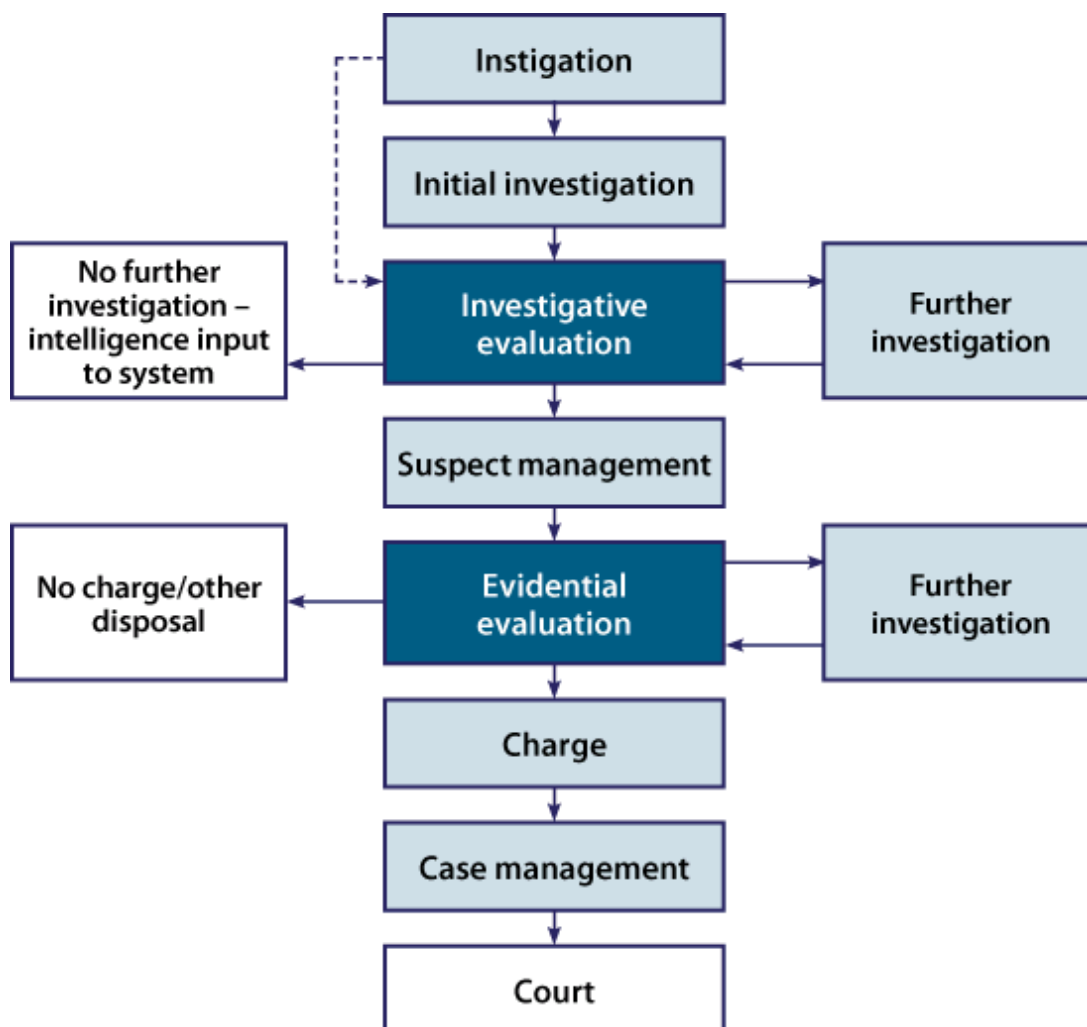 Instigation
Initial investigation
No further
investigation –
intelligence input
to system
Investigative
evaluation
Further
investigation
Suspect management
No charge/other
disposal
Evidential
evaluation
Further
investigation
Charge
Case management
Court